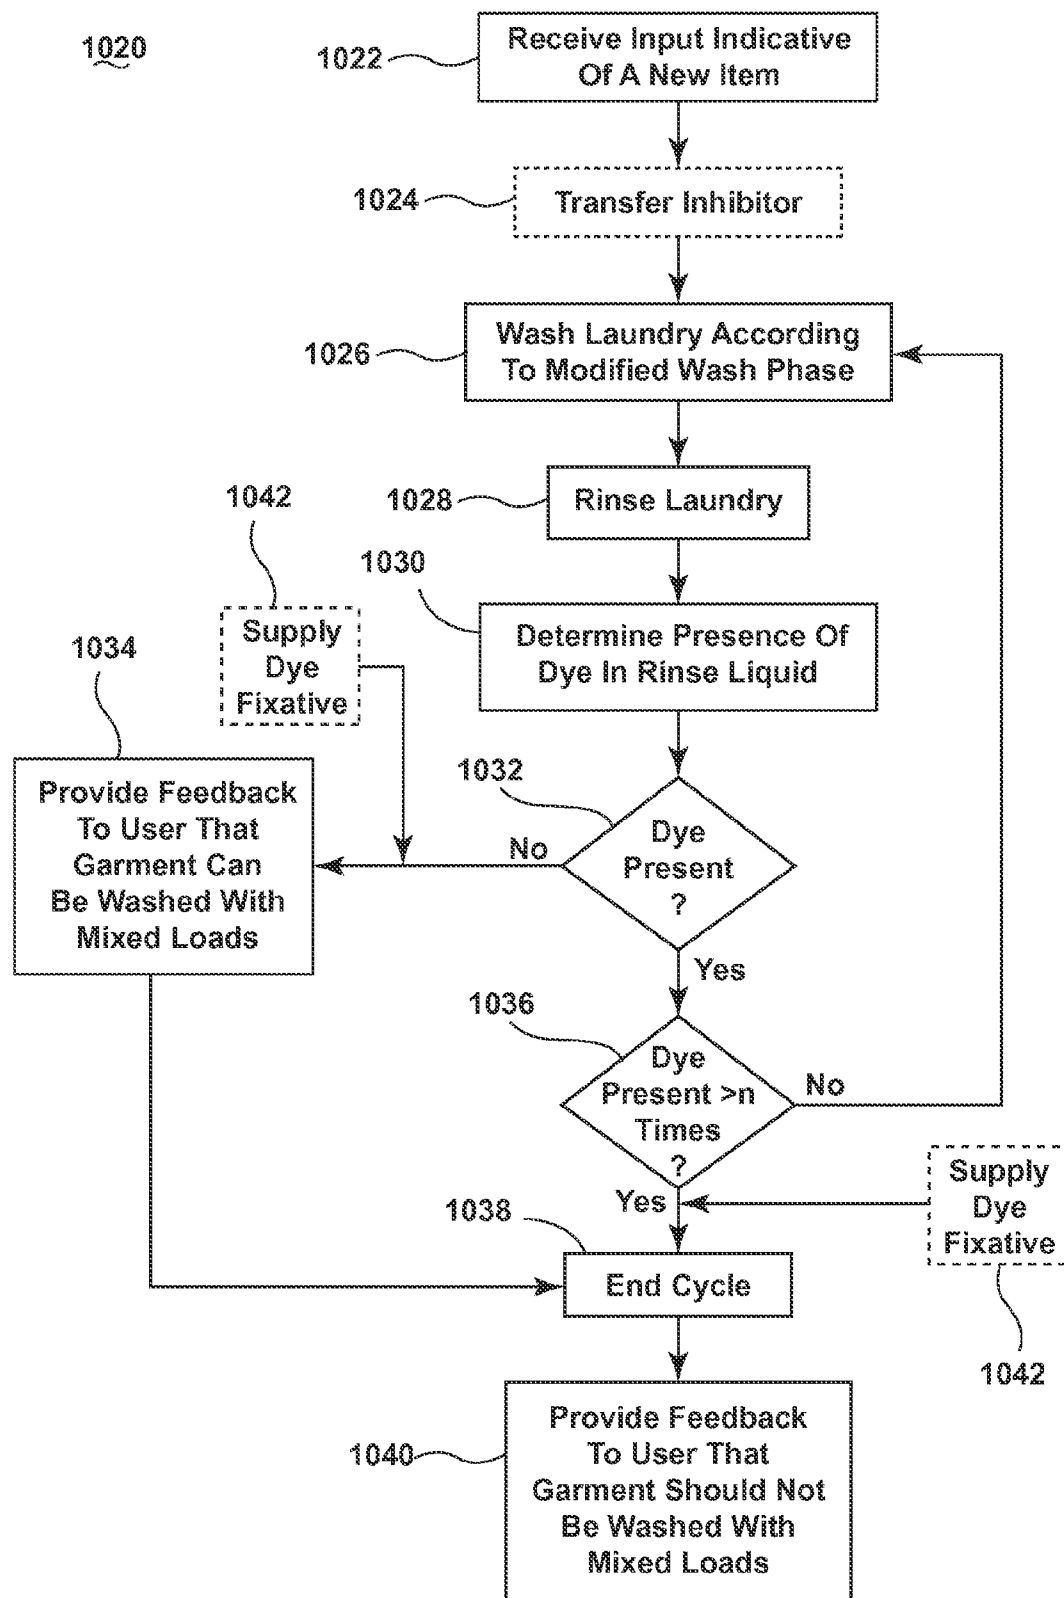 1020
1022
Receive Input Indicative
Of A New Item
1024
Transfer Inhibitor
1026
Wash Laundry According
To Modified Wash Phase
1028
Rinse Laundry
1030
Determine Presence Of
Dye In Rinse Liquid
1042
Supply
Dye
Fixative
1034
Provide Feedback
To User That
Garment Can
Be Washed With
Mixed Loads
1032
Dye
Present
?
No
Yes
1036
Dye
Present >n
Times
?
No
Yes
Supply
Dye
Fixative
1042
1038
End Cycle
1040
Provide Feedback
To User That
Garment Should Not
Be Washed With
Mixed Loads